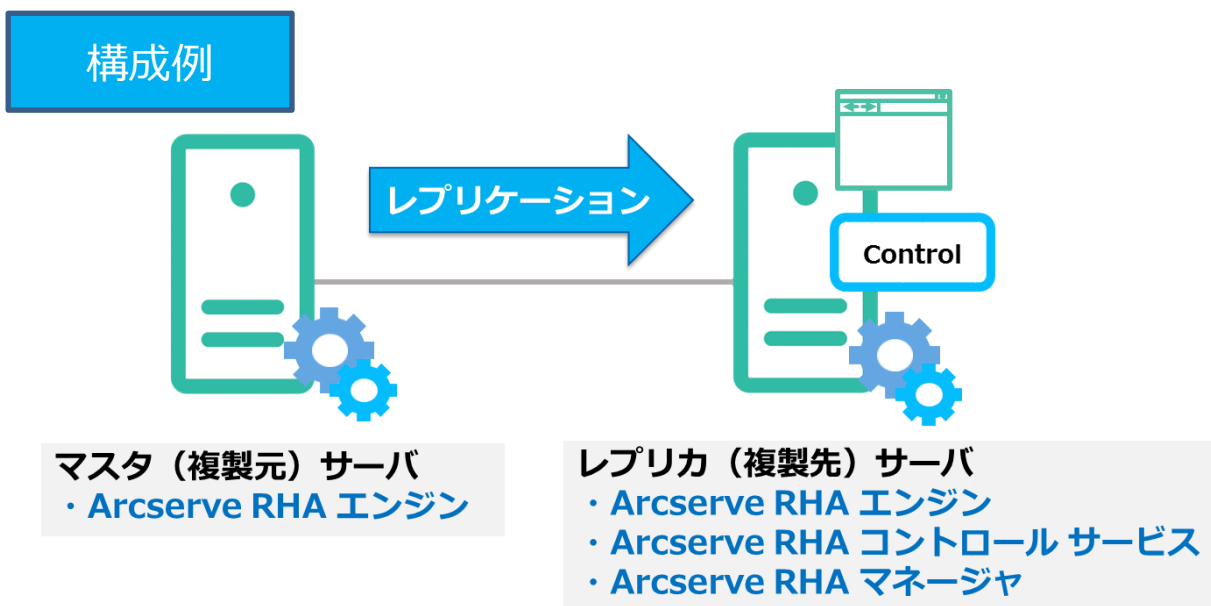 構成例
レプリケーション
Control
マスタ（複製元）サーバ
・Arcserve RHA エンジン
レプリカ（複製先）サーバ
・Arcserve RHA エンジン
・Arcserve RHA コントロール サービス
・Arcserve RHA マネージャ